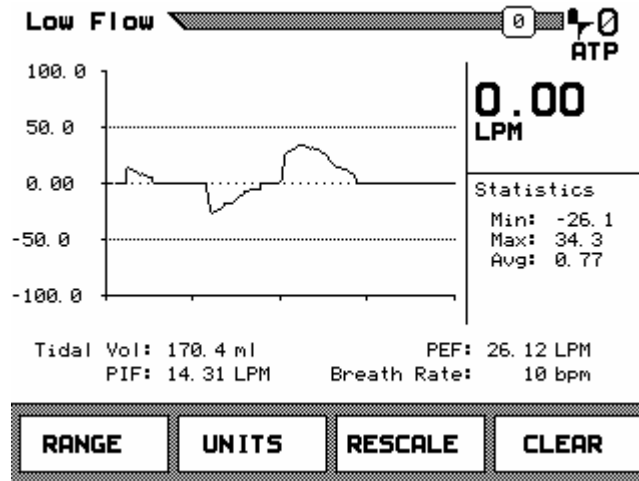 Low Flow 0 0
ATP
100.0
50.0
0.00
-50.0
-100.0
0.00
LPM
Statistics
Min: -26.1
Max: 34.3
Avg: 0.77
Tidal Vol: 170.4 ml PEF: 26.12 LPM
PIF: 14.31 LPM Breath Rate: 10 bpm
RANGE UNITS RESCALE CLEAR